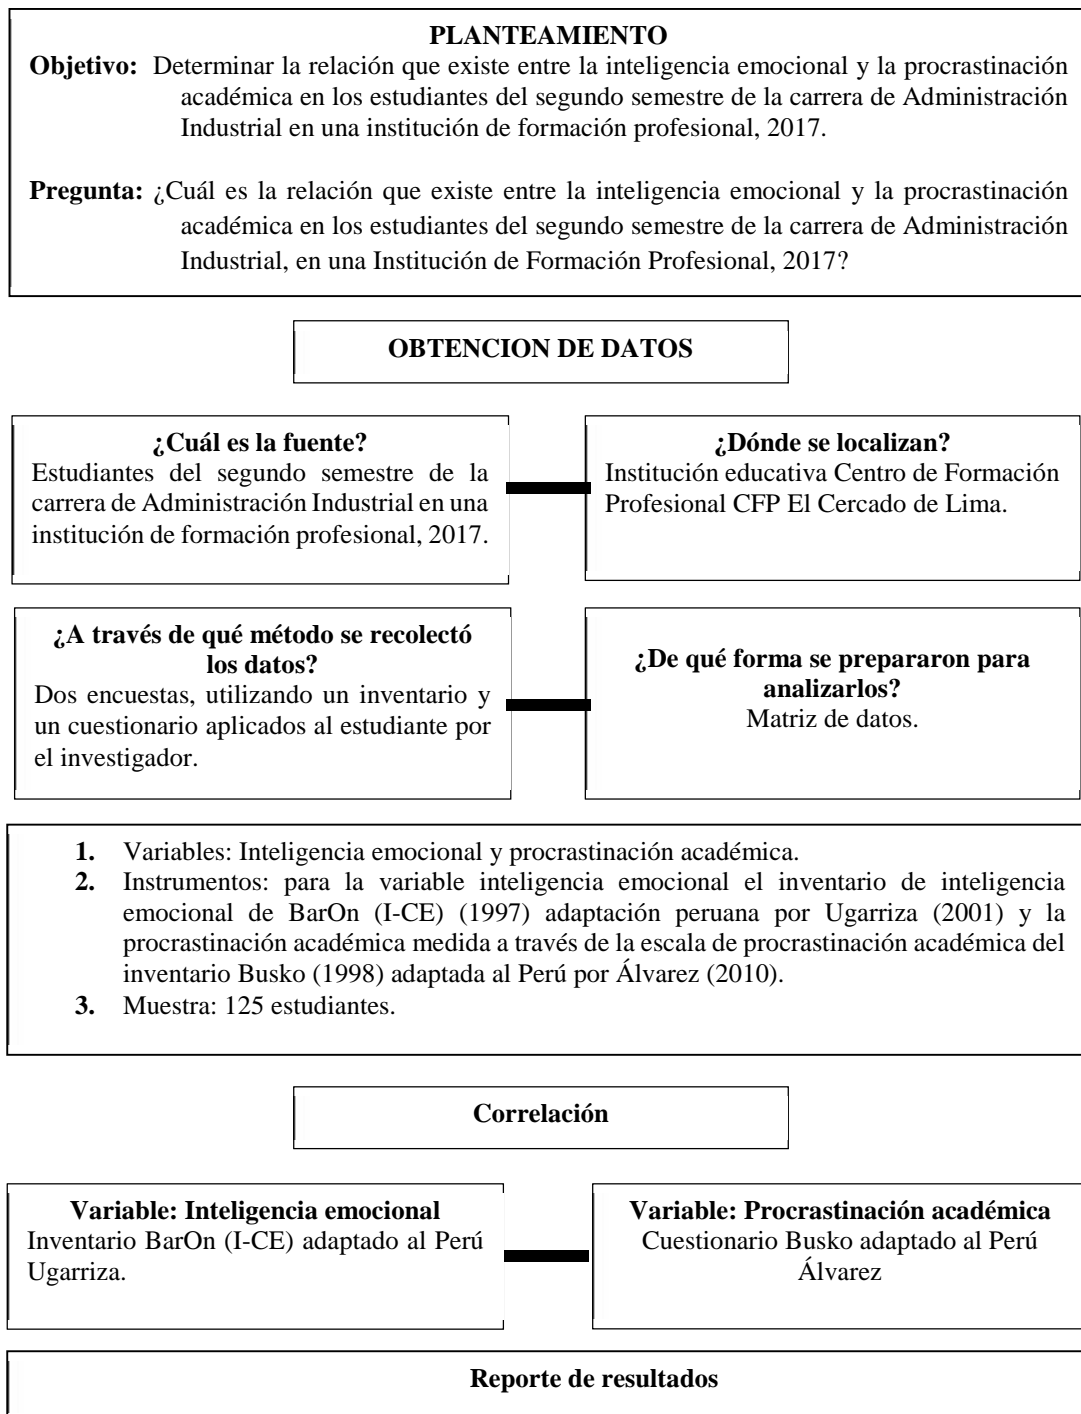 PLANTEAMIENTO
Objetivo: Determinar la relación que existe entre la inteligencia emocional y la procrastinación
académica en los estudiantes del segundo semestre de la carrera de Administración
Industrial en una institución de formación profesional, 2017.
Pregunta: ¿Cuál es la relación que existe entre la inteligencia emocional y la procrastinación
académica en los estudiantes del segundo semestre de la carrera de Administración
Industrial, en una Institución de Formación Profesional, 2017?
OBTENCION DE DATOS
¿Cuál es la fuente?
Estudiantes del segundo semestre de la
carrera de Administración Industrial en una
institución de formación profesional, 2017.
¿Dónde se localizan?
Institución educativa Centro de Formación
Profesional CFP El Cercado de Lima.
¿A través de qué método se recolectó
los datos?
Dos encuestas, utilizando un inventario y
un cuestionario aplicados al estudiante por
el investigador.
¿De qué forma se prepararon para
analizarlos?
Matriz de datos.
1. Variables: Inteligencia emocional y procrastinación académica.
2. Instrumentos: para la variable inteligencia emocional el inventario de inteligencia
emocional de BarOn (I-CE) (1997) adaptación peruana por Ugarriza (2001) y la
procrastinación académica medida a través de la escala de procrastinación académica del
inventario Busko (1998) adaptada al Perú por Álvarez (2010).
3. Muestra: 125 estudiantes.
Correlación
Variable: Inteligencia emocional
Inventario BarOn (I-CE) adaptado al Perú
Ugarriza.
Variable: Procrastinación académica
Cuestionario Busko adaptado al Perú
Álvarez
Reporte de resultados